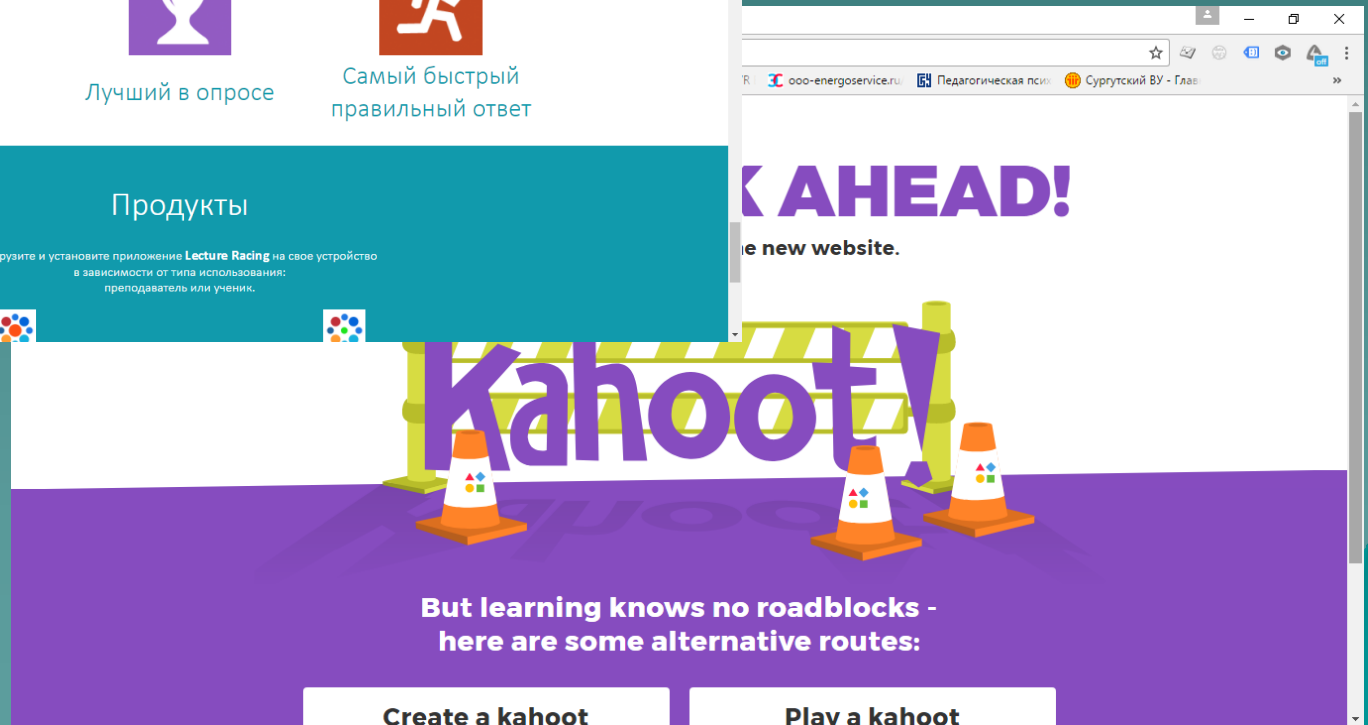 Лучший в опросе
Самый быстрый
правильный ответ
Продукты
рузите и установите приложение Lecture Racing на свое устройство
в зависимости от типа использования:
преподаватель или ученик.
off
ooo-energoservice.ru
Педагогическая псих
Сургутский ВУ - Глав
»
K AHEAD!
e new website.
Kahoot!
But learning knows no roadblocks -
here are some alternative routes:
Create a kahoot
Play a kahoot